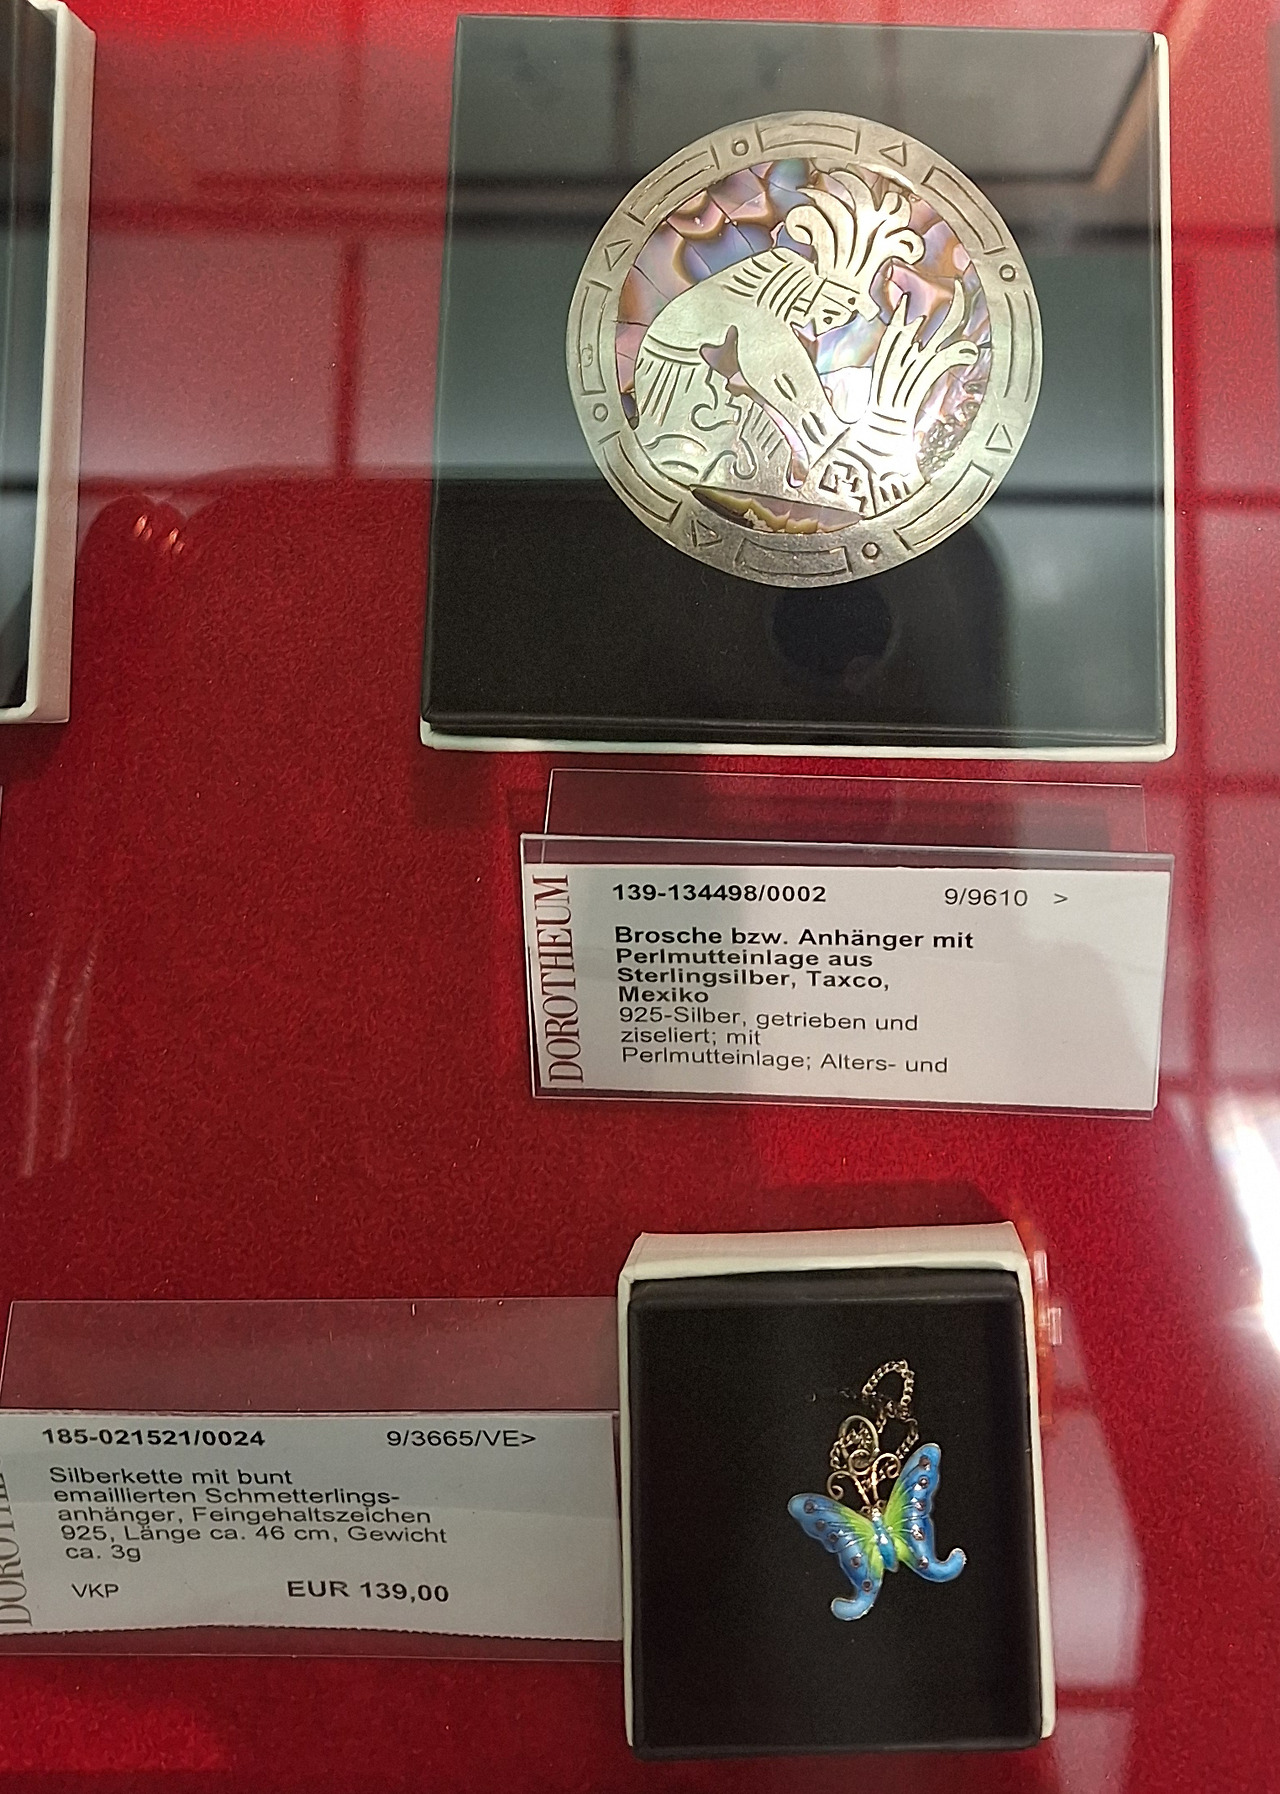 139-134498/0002 9/9610 >
DOROTHEUM
Brosche bzw. Anhänger mit
Perlmutteinlage aus
Sterlingsilber, Taxco,
Mexiko
925-Silber, getrieben und
ziseliert; mit
Perlmutteinlage; Alters- und
185-021521/0024 9/3665/VE>
Silberkette mit bunt
emaillierten Schmetterlings-
anhänger, Feingehaltszeichen
925, Länge ca. 46 cm, Gewicht
ca. 3g
VKP EUR 139,00